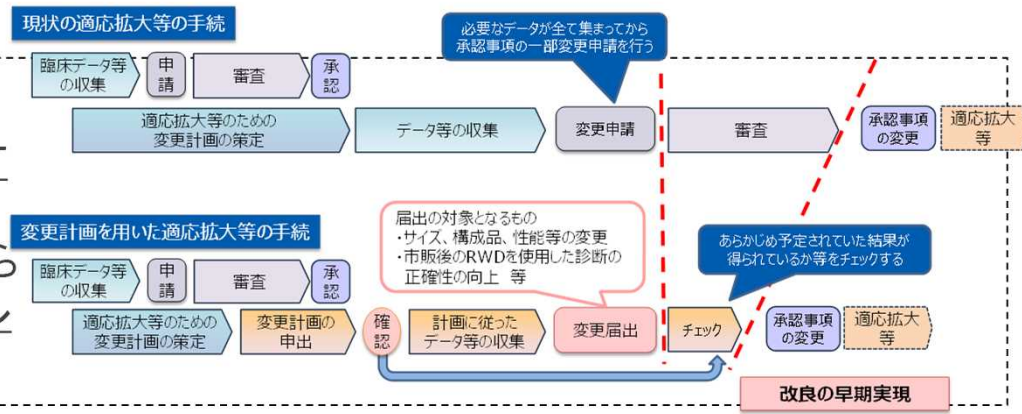 現状の適応拡大等の手続
必要なデータが全て集まってから
承認事項の一部変更申請を行う
臨床データ等
の収集
申
請
審査
承
認
適応拡大等のための
変更計画の策定
データ等の収集
変更申請
審査
承認事項
の変更
適応拡大
等
変更計画を用いた適応拡大等の手続
届出の対象となるもの
・サイズ、構成品、性能等の変更
・市販後のRWDを使用した診断の
正確性の向上 等
あらかじめ予定されていた結果が
得られているか等をチェックする
臨床データ等
の収集
申
請
審査
承
認
適応拡大等のための
変更計画の策定
変更計画の
申出
確
認
計画に従った
データ等の収集
変更届出
チェック
承認事項
の変更
適応拡大
等
改良の早期実現